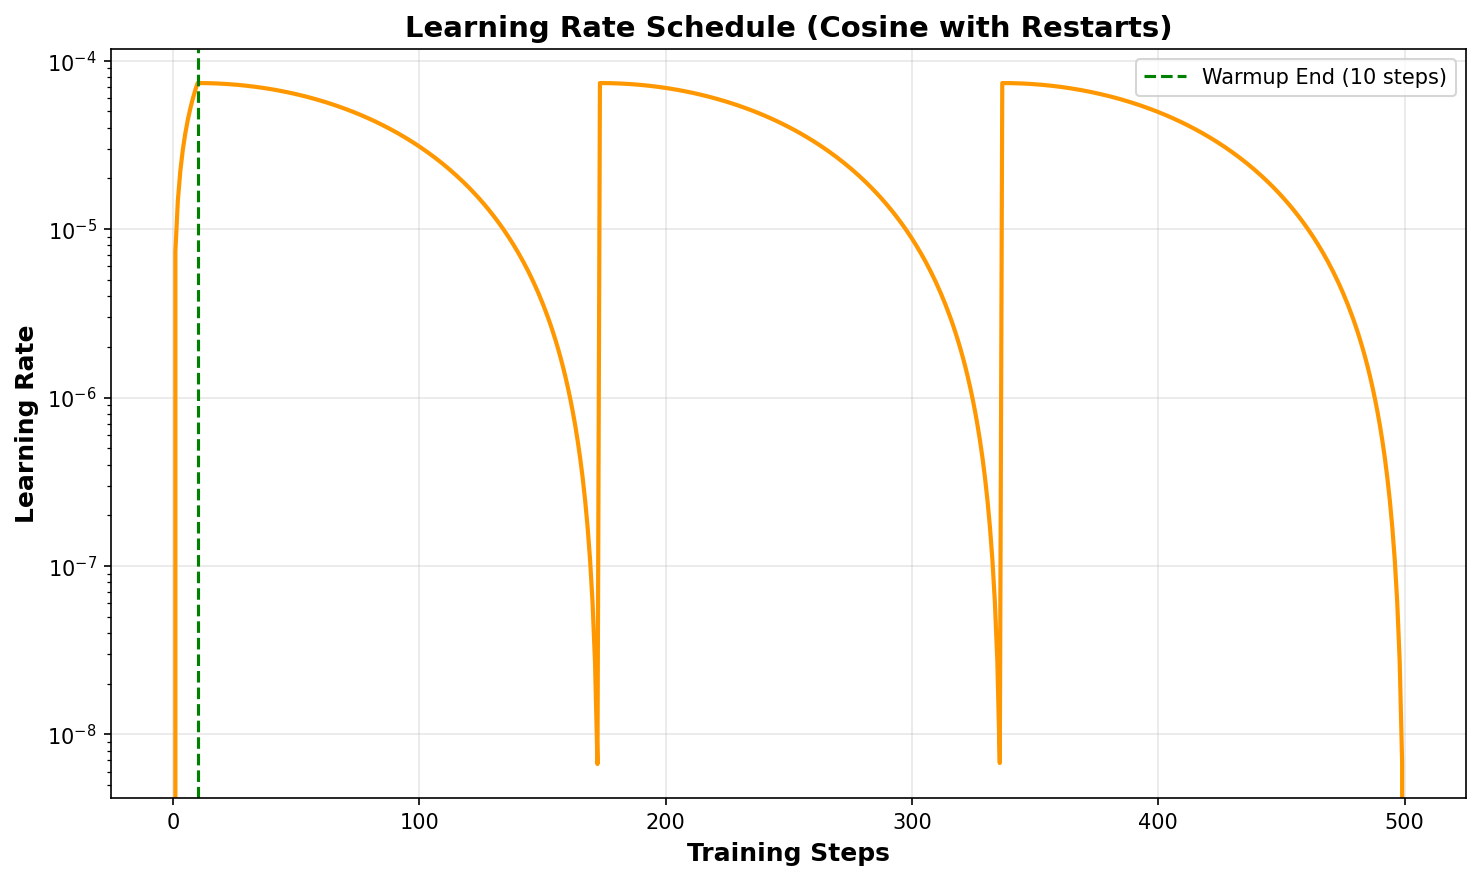 Learning Rate Schedule (Cosine with Restarts)
Warmup End (10 steps)
Learning Rate
10⁻⁴
10⁻⁵
10⁻⁶
10⁻⁷
10⁻⁸
0 100 200 300 400 500
Training Steps